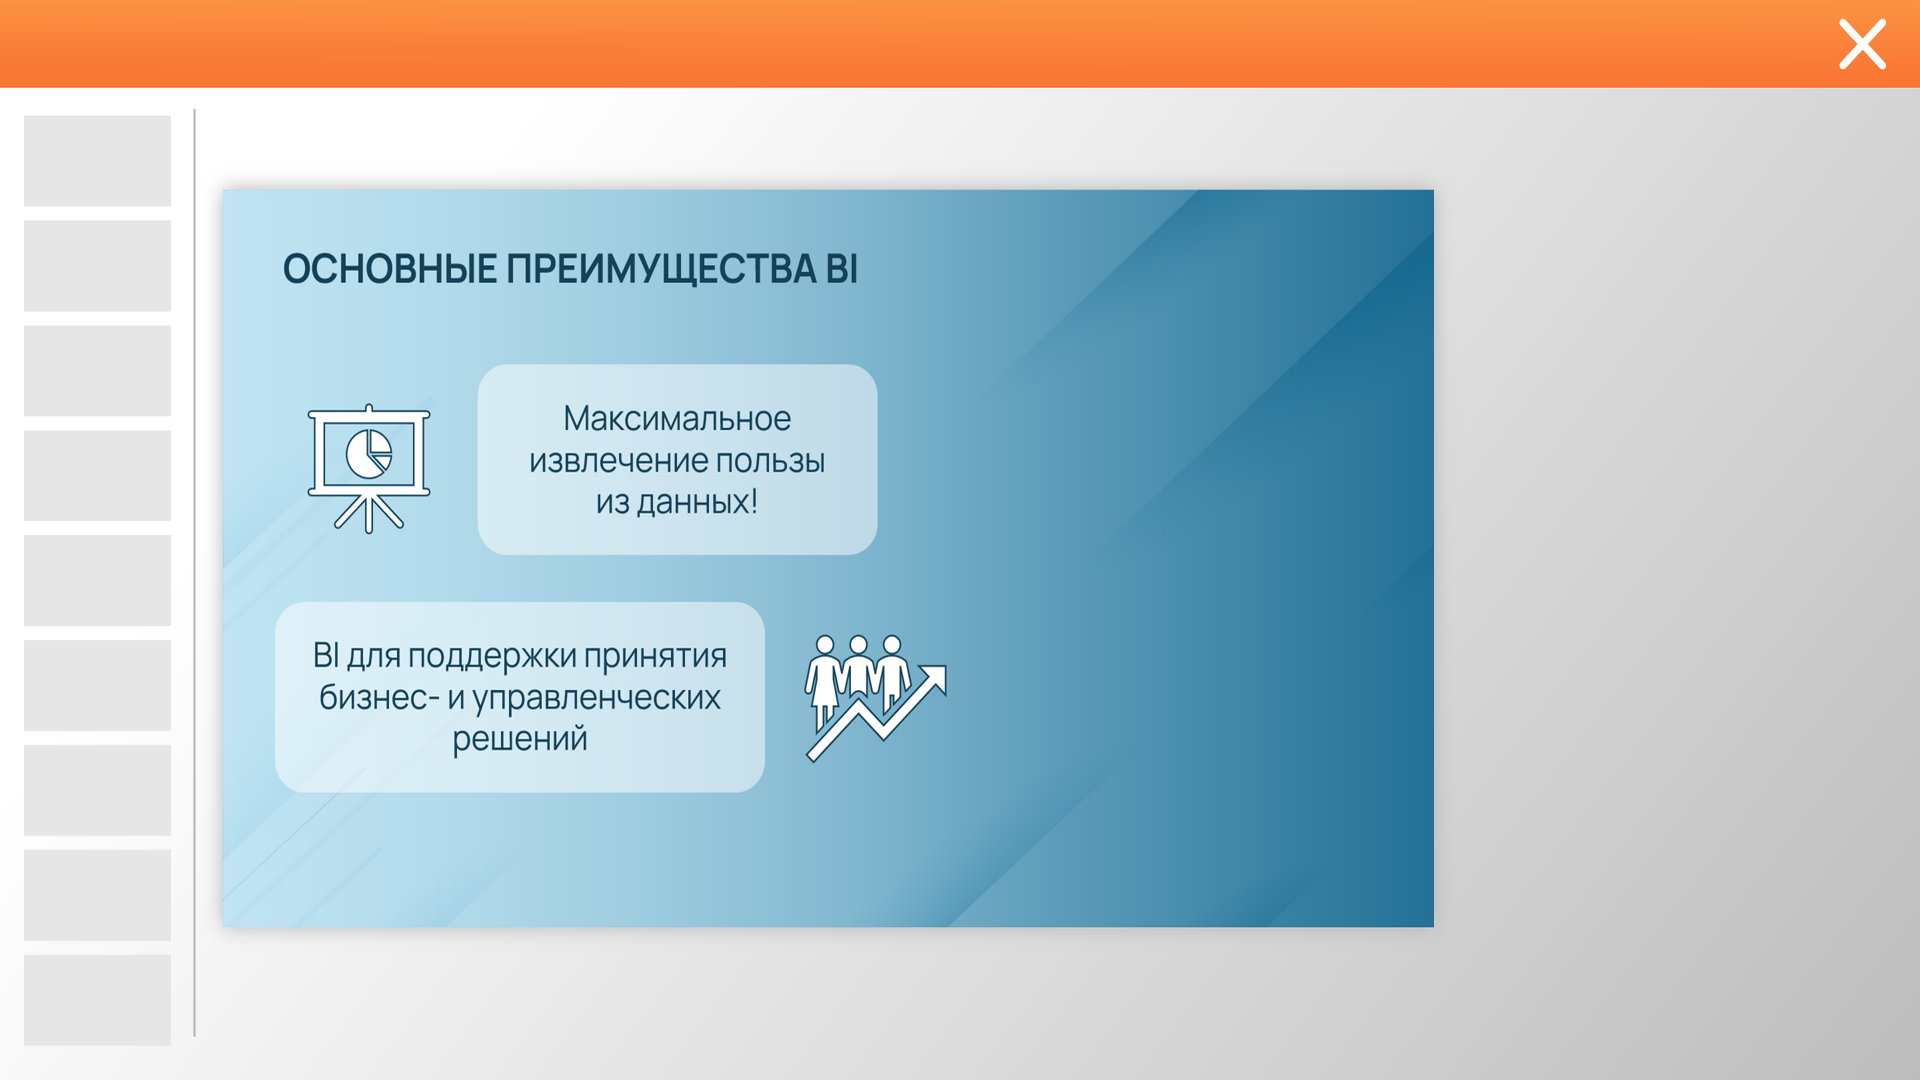 ОСНОВНЫЕ ПРЕИМУЩЕСТВА BI
Максимальное
извлечение пользы
из данных!
BI для поддержки принятия
бизнес- и управленческих
решений